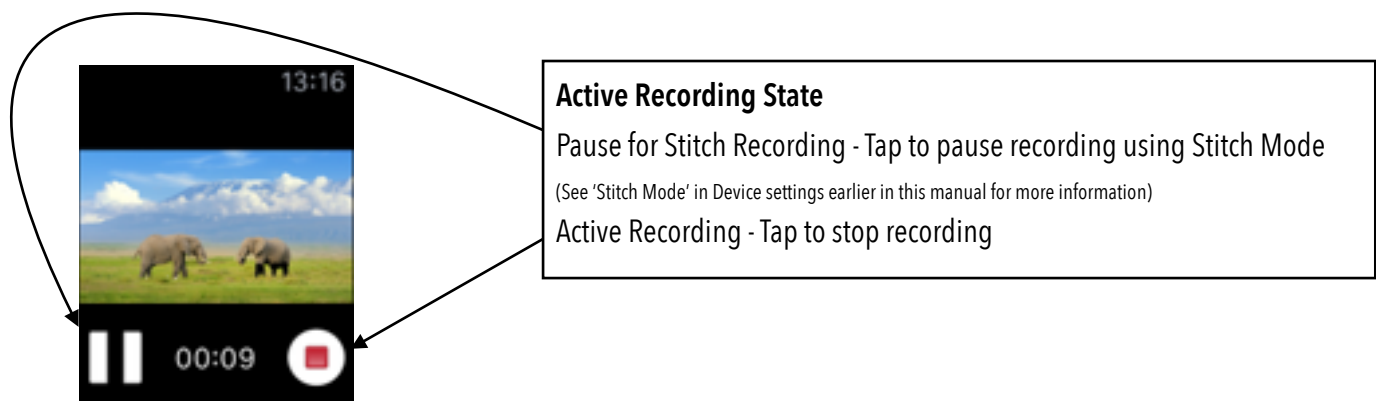 13:16
00:09
Active Recording State
Pause for Stitch Recording - Tap to pause recording using Stitch Mode
(See ‘Stitch Mode’ in Device settings earlier in this manual for more information)
Active Recording - Tap to stop recording